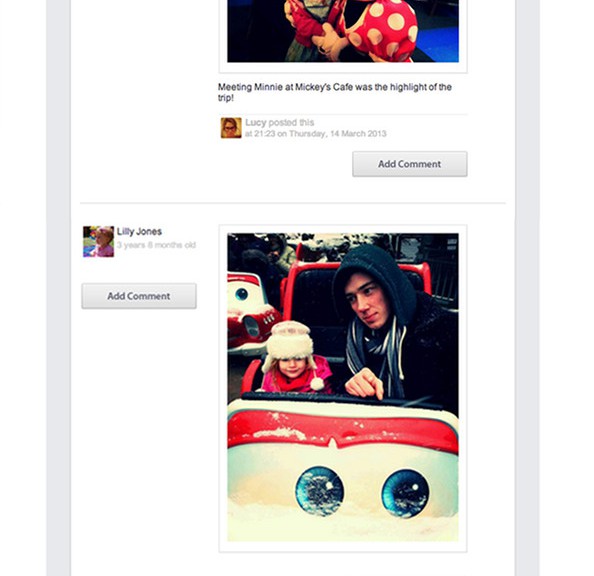 Meeting Minnie at Mickey's Cafe was the highlight of the
trip!
Lucy posted this
at 21:23 on Thursday, 14 March 2013
Add Comment
Lilly Jones
3 years 8 months old
Add Comment